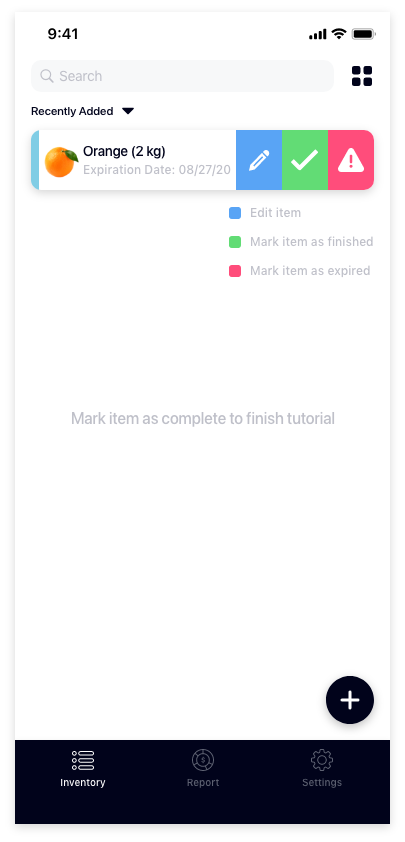 9:41
Search
Recently Added
Orange (2 kg)
Expiration Date: 08/27/20
Edit item
Mark item as finished
Mark item as expired
Mark item as complete to finish tutorial
Inventory Report Settings